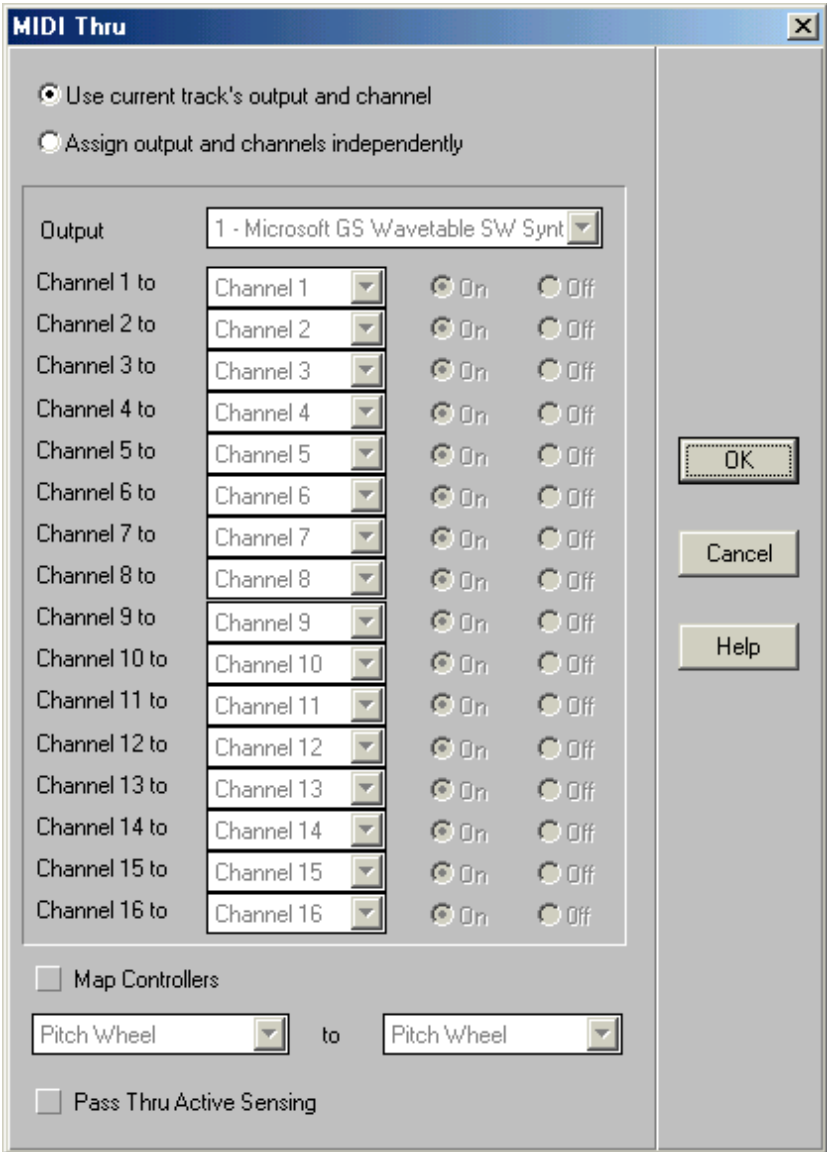 MIDI Thru
Use current track's output and channel
Assign output and channels independently
Output 1 - Microsoft GS Wavetable SW Synt
Channel 1 to Channel 1 On Off
Channel 2 to Channel 2 On Off
Channel 3 to Channel 3 On Off
Channel 4 to Channel 4 On Off
Channel 5 to Channel 5 On Off
Channel 6 to Channel 6 On Off
Channel 7 to Channel 7 On Off
Channel 8 to Channel 8 On Off
Channel 9 to Channel 9 On Off
Channel 10 to Channel 10 On Off
Channel 11 to Channel 11 On Off
Channel 12 to Channel 12 On Off
Channel 13 to Channel 13 On Off
Channel 14 to Channel 14 On Off
Channel 15 to Channel 15 On Off
Channel 16 to Channel 16 On Off
Map Controllers
Pitch Wheel to Pitch Wheel
Pass Thru Active Sensing
OK
Cancel
Help